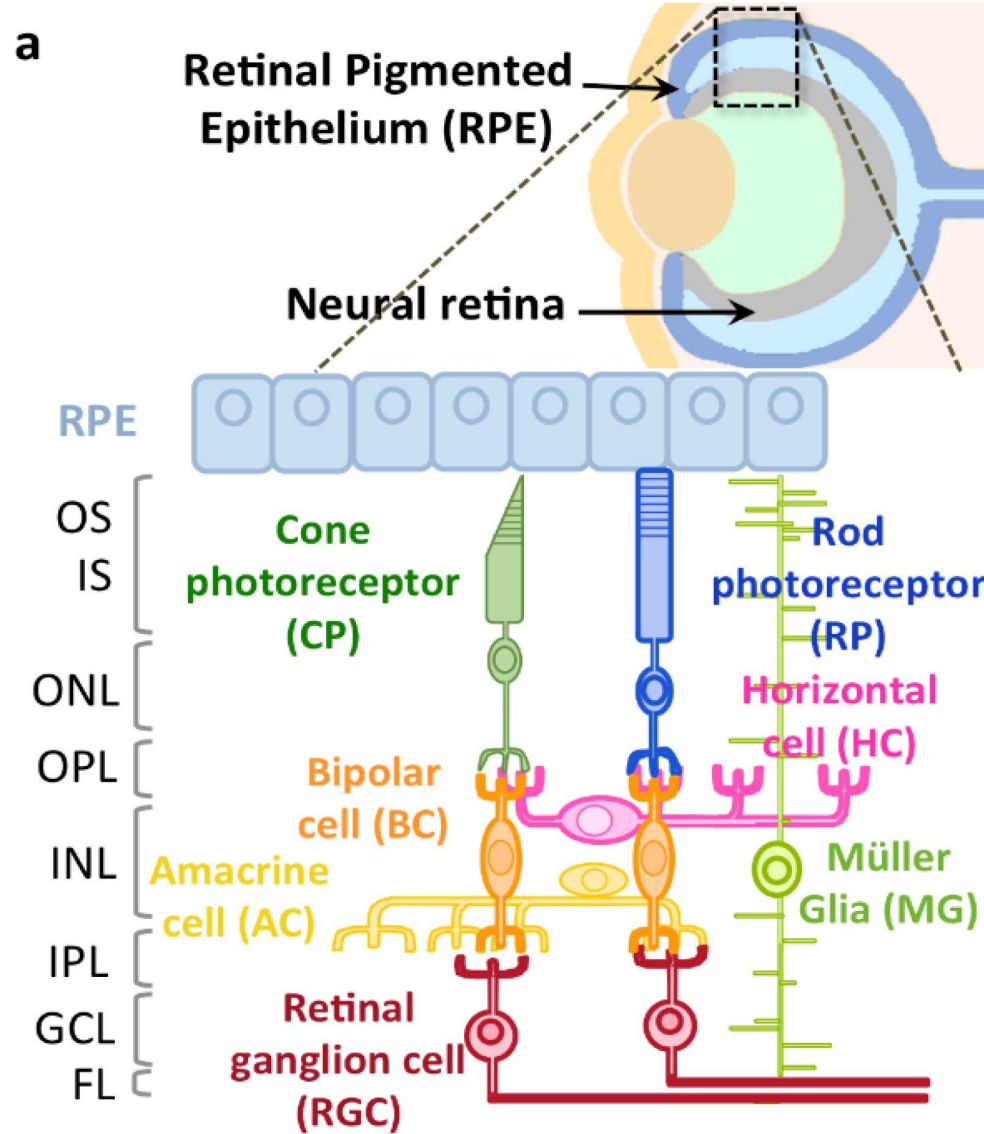 a
Retinal Pigmented
Epithelium (RPE)
Neural retina
RPE
OS
IS
ONL
OPL
INL
IPL
GCL
FL
Cone
photoreceptor
(CP)
Rod
photoreceptor
(RP)
Horizontal
cell (HC)
Bipolar
cell (BC)
Amacrine
cell (AC)
Müller
Glia (MG)
Retinal
ganglion cell
(RGC)